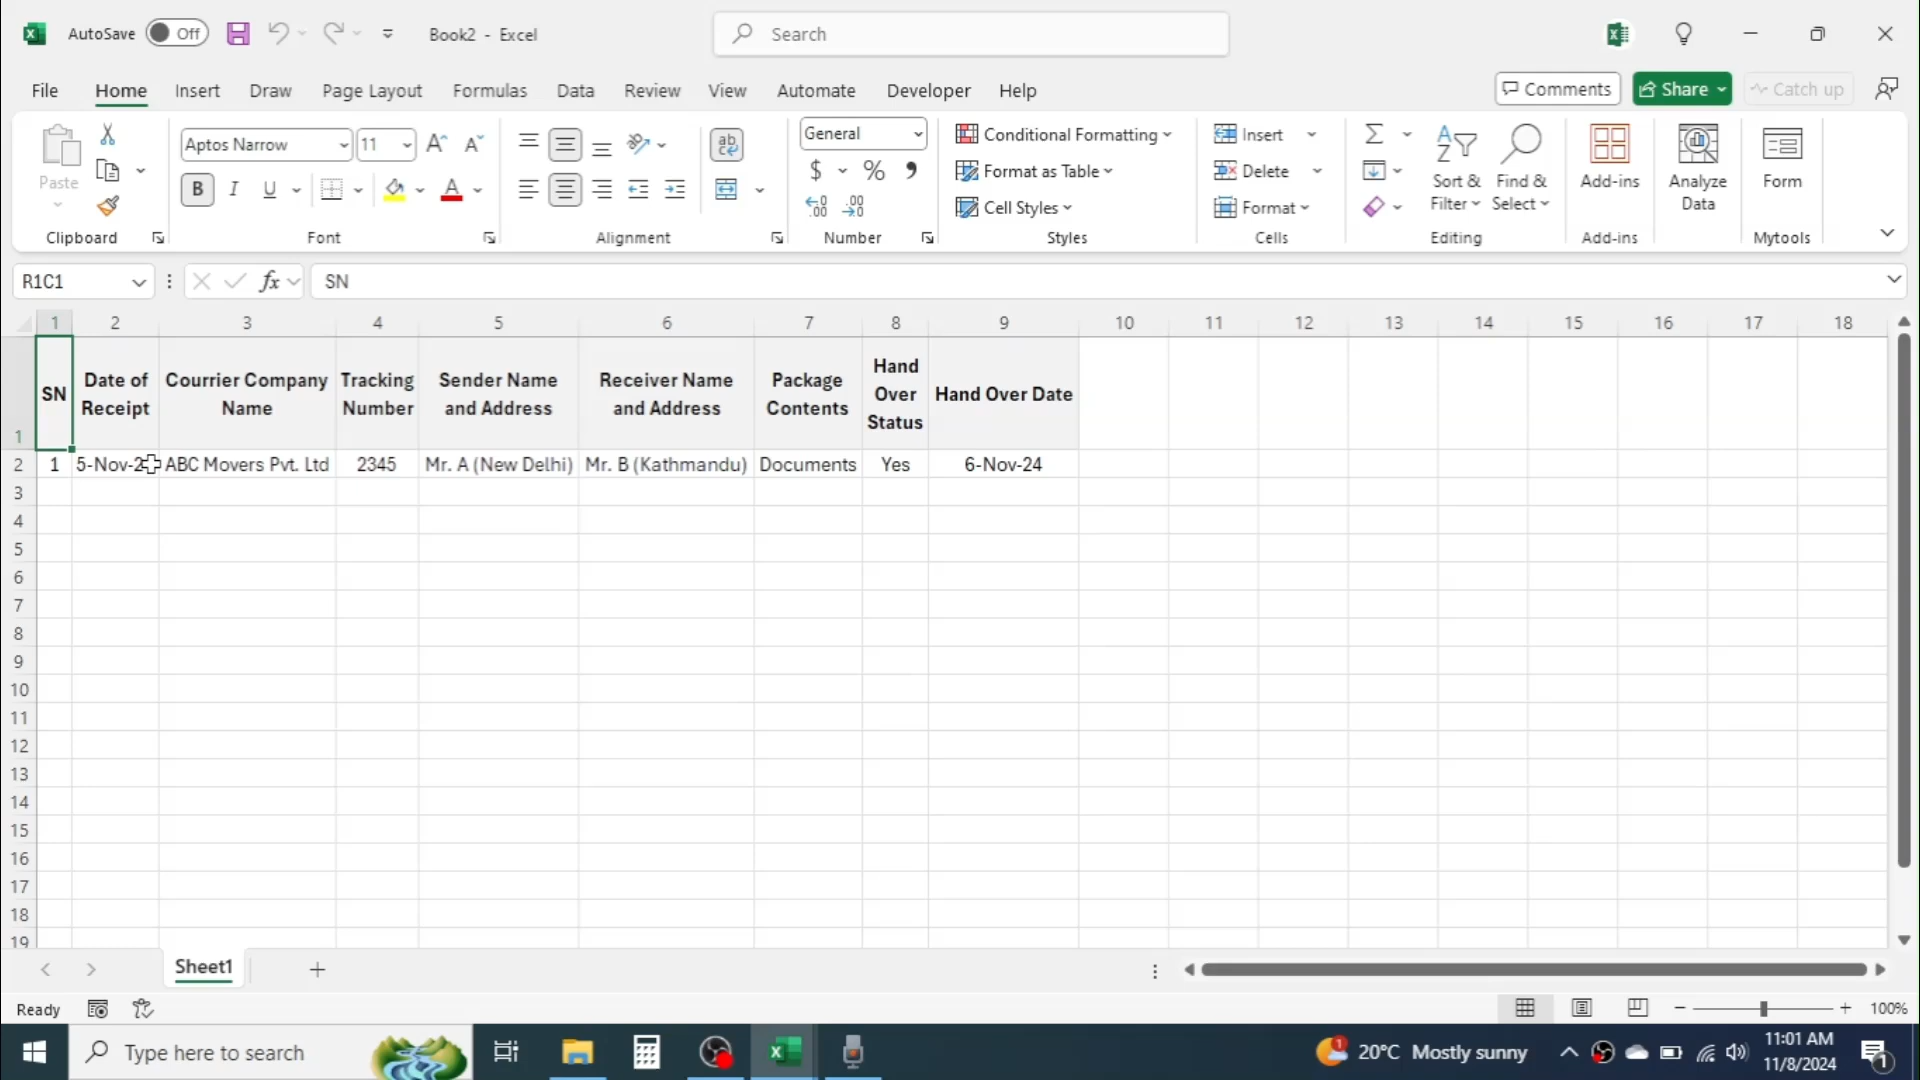 AutoSave Off Book2 - Excel Search
File Home Insert Draw Page Layout Formulas Data Review View Automate Developer Help Comments Share Catch up
Paste
Clipboard
Aptos Narrow 11
B I U A
Font
ab
Alignment
General
$ % ,
Number
Conditional Formatting
Format as Table
Cell Styles
Styles
Insert
Delete
Format
Cells
Sort &
Filter
Find &
Select
Editing
Add-ins
Add-ins
Analyze
Data
Form
Mytools
R1C1 fx SN
1 2 3 4 5 6 7 8 9 10 11 12 13 14 15 16 17 18
SN
Date of
Receipt
Courrier Company
Name
Tracking
Number
Sender Name
and Address
Receiver Name
and Address
Package
Contents
Hand
Over
Status
Hand Over Date
1
2 1 5-Nov-2 ABC Movers Pvt. Ltd 2345 Mr. A (New Delhi) Mr. B (Kathmandu) Documents Yes 6-Nov-24
3
4
5
6
7
8
9
10
11
12
13
14
15
16
17
18
19
Sheet1
Ready 100%
Type here to search 1 20°C Mostly sunny 11:01 AM
11/8/2024
1